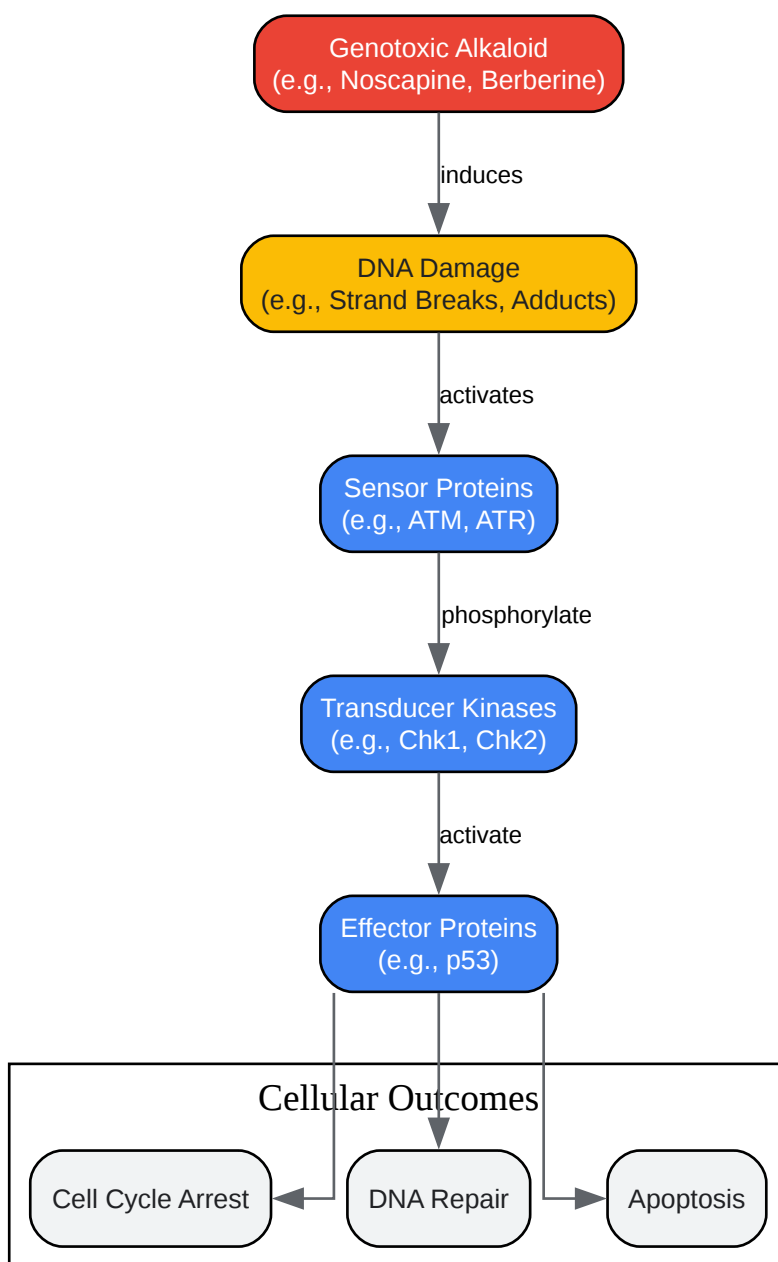 Genotoxic Alkaloid
(e.g., Noscapine, Berberine)
induces
DNA Damage
(e.g., Strand Breaks, Adducts)
activates
Sensor Proteins
(e.g., ATM, ATR)
phosphorylate
Transducer Kinases
(e.g., Chk1, Chk2)
activate
Effector Proteins
(e.g., p53)
Cellular Outcomes
Cell Cycle Arrest
DNA Repair
Apoptosis